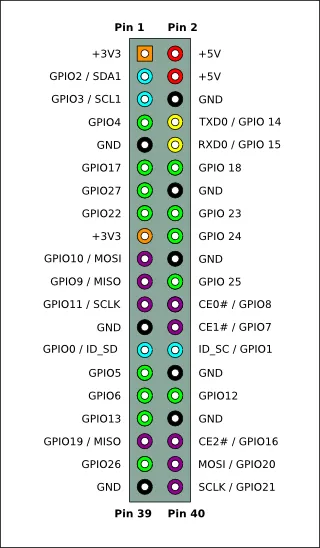 Pin 1 Pin 2
+3V3 +5V
GPIO2 / SDA1 +5V
GPIO3 / SCL1 GND
GPIO4 TXD0 / GPIO 14
GND RXD0 / GPIO 15
GPIO17 GPIO 18
GPIO27 GND
GPIO22 GPIO 23
+3V3 GPIO 24
GPIO10 / MOSI GND
GPIO9 / MISO GPIO 25
GPIO11 / SCLK CE0# / GPIO8
GND CE1# / GPIO7
GPIO0 / ID_SD ID_SC / GPIO1
GPIO5 GND
GPIO6 GPIO12
GPIO13 GND
GPIO19 / MISO CE2# / GPIO16
GPIO26 MOSI / GPIO20
GND SCLK / GPIO21
Pin 39 Pin 40